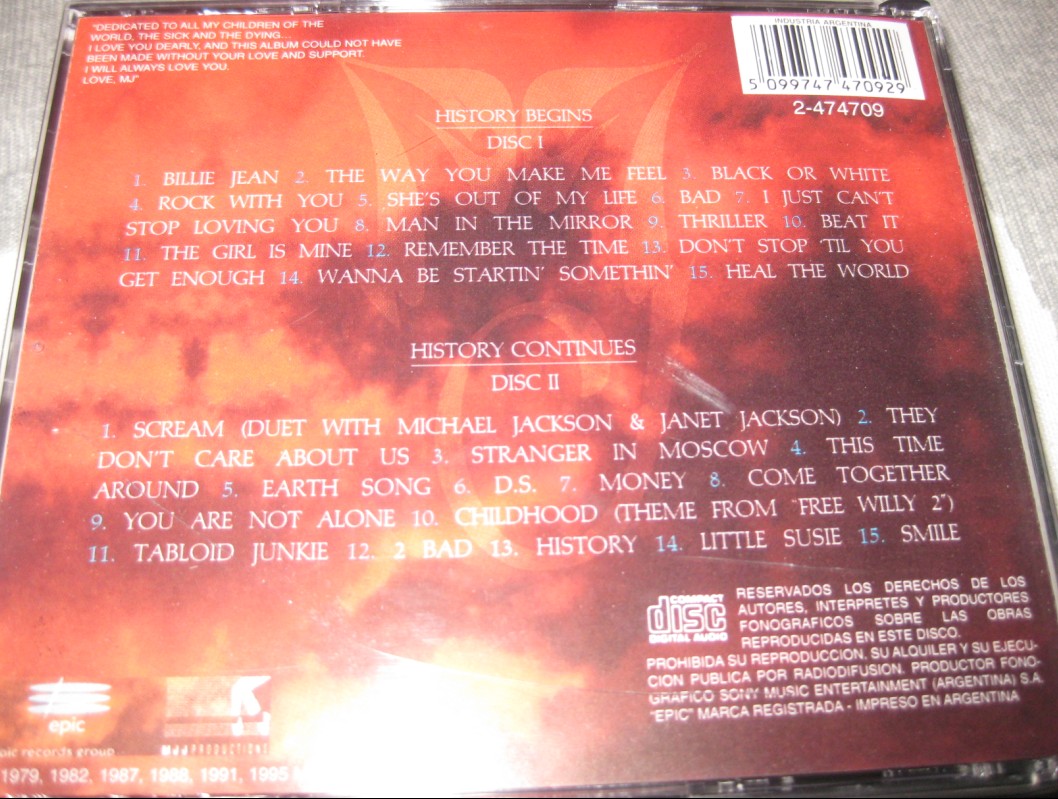 "DEDICATED TO ALL MY CHILDREN OF THE
WORLD, THE SICK AND THE DYING...
I LOVE YOU DEARLY, AND THIS ALBUM COULD NOT HAVE
BEEN MADE WITHOUT YOUR LOVE AND SUPPORT.
I WILL ALWAYS LOVE YOU.
LOVE, MJ"
INDUSTRIA ARGENTINA
5 099747 470929
2-474709
HISTORY BEGINS
DISC I
1. BILLIE JEAN 2. THE WAY YOU MAKE ME FEEL 3. BLACK OR WHITE
4. ROCK WITH YOU 5. SHE'S OUT OF MY LIFE 6. BAD 7. I JUST CAN'T
STOP LOVING YOU 8. MAN IN THE MIRROR 9. THRILLER 10. BEAT IT
11. THE GIRL IS MINE 12. REMEMBER THE TIME 13. DON'T STOP 'TIL YOU
GET ENOUGH 14. WANNA BE STARTIN' SOMETHIN' 15. HEAL THE WORLD
HISTORY CONTINUES
DISC II
1. SCREAM (DUET WITH MICHAEL JACKSON & JANET JACKSON) 2. THEY
DON'T CARE ABOUT US 3. STRANGER IN MOSCOW 4. THIS TIME
AROUND 5. EARTH SONG 6. D.S. 7. MONEY 8. COME TOGETHER
9. YOU ARE NOT ALONE 10. CHILDHOOD (THEME FROM "FREE WILLY 2")
11. TABLOID JUNKIE 12. 2 BAD 13. HISTORY 14. LITTLE SUSIE 15. SMILE
COMPACT
disc
DIGITAL AUDIO
RESERVADOS LOS DERECHOS DE LOS
AUTORES, INTERPRETES Y PRODUCTORES
FONOGRAFICOS SOBRE LAS OBRAS
REPRODUCIDAS EN ESTE DISCO.
PROHIBIDA SU REPRODUCCION. SU ALQUILER Y SU EJECU-
CION PUBLICA POR RADIODIFUSION. PRODUCTOR FONO-
GRAFICO SONY MUSIC ENTERTAINMENT (ARGENTINA) S.A.
"EPIC" MARCA REGISTRADA - IMPRESO EN ARGENTINA
epic
records group
MJJ PRODUCTIONS
1979, 1982, 1987, 1988, 1991, 1995